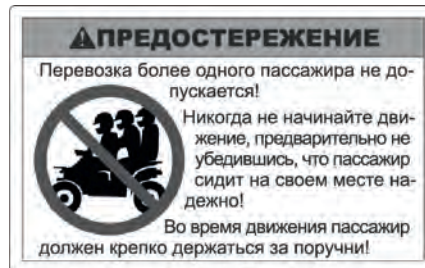 ПРЕДОСТЕРЕЖЕНИЕ
Перевозка более одного пассажира не до-
пускается!
Никогда не начинайте дви-
жение, предварительно не
убедившись, что пассажир
сидит на своем месте на-
дежно!
Во время движения пассажир
должен крепко держаться за поручни!